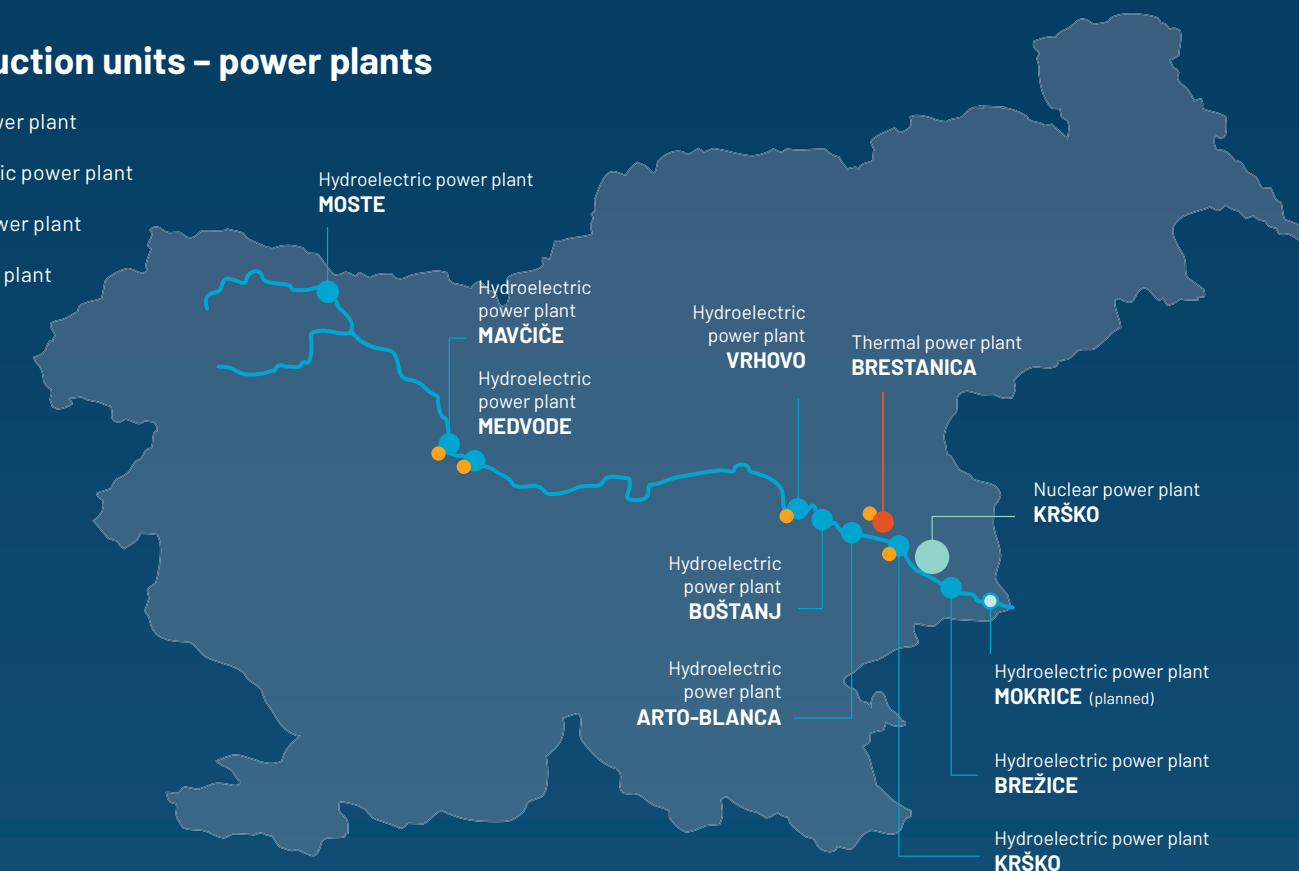 uction units – power plants
wer plant
ic power plant
wer plant
plant
Hydroelectric power plant
MOSTE
Hydroelectric
power plant
MAVČIČE
Hydroelectric
power plant
MEDVODE
Hydroelectric
power plant
VRHOVO
Thermal power plant
BRESTANICA
Nuclear power plant
KRŠKO
Hydroelectric
power plant
BOŠTANJ
Hydroelectric
power plant
ARTO-BLANCA
Hydroelectric power plant
MOKRICE (planned)
Hydroelectric power plant
BREŽICE
Hydroelectric power plant
KRŠKO